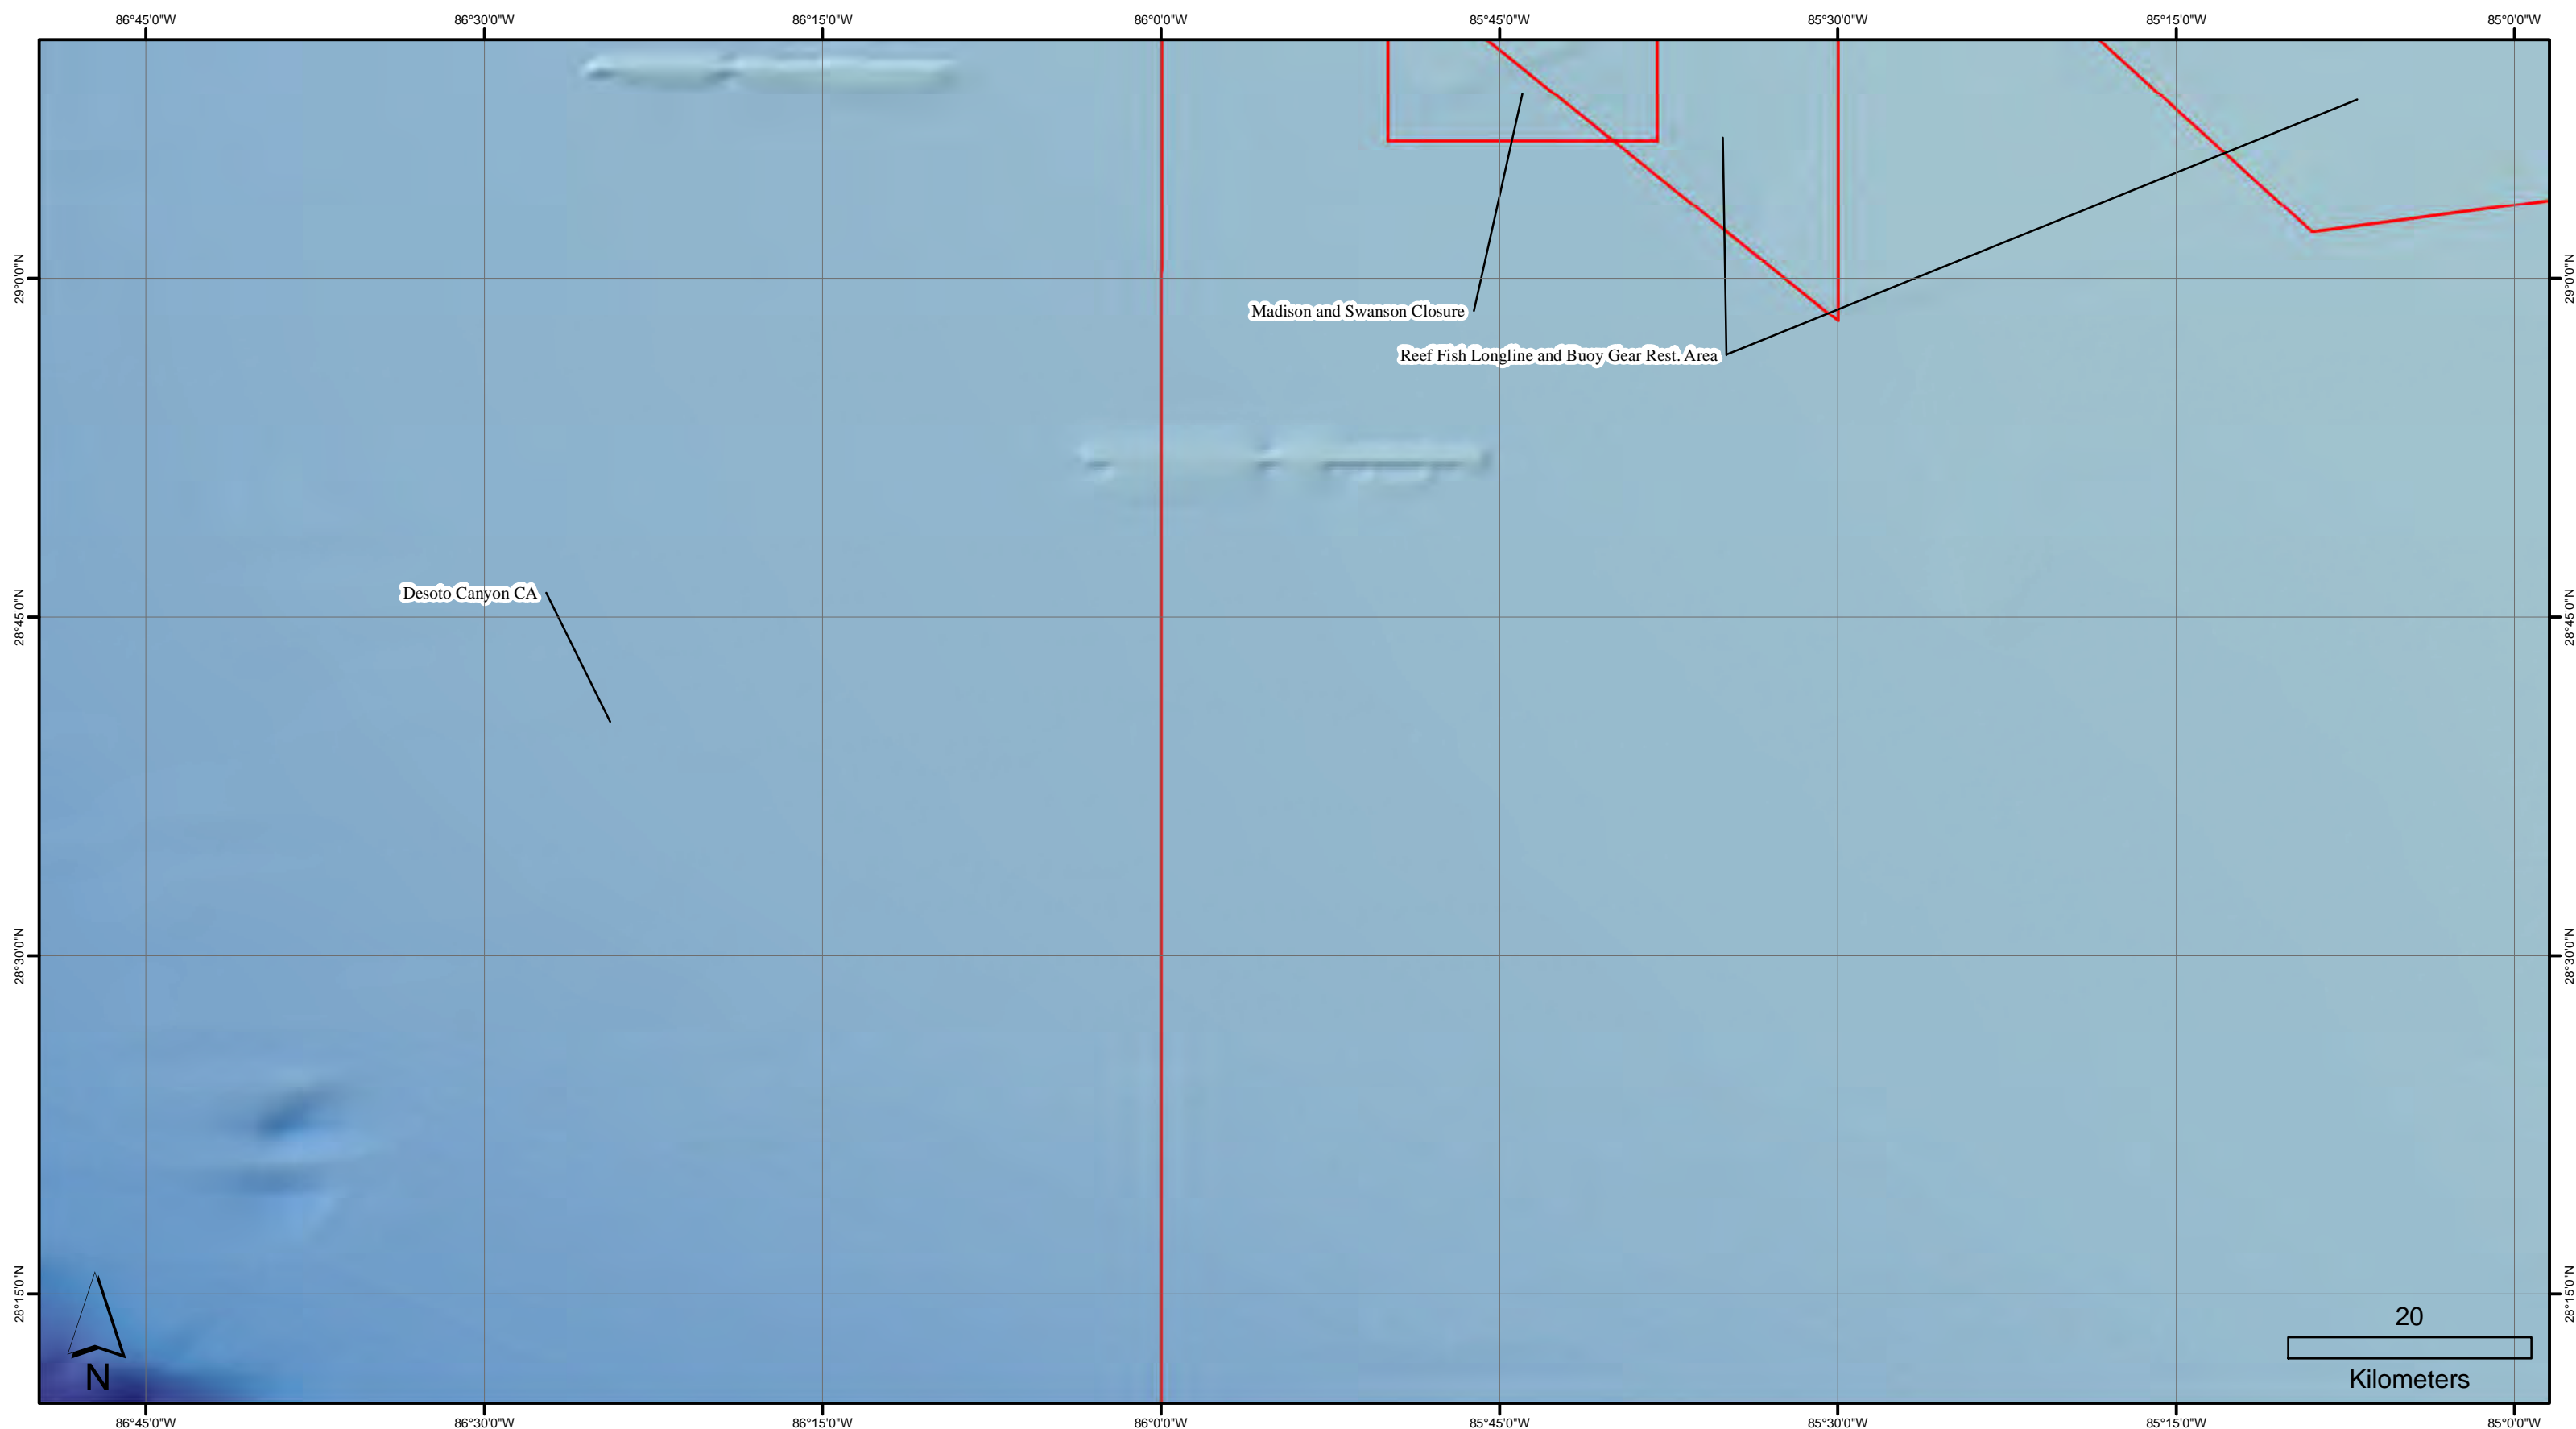 86°45'0"W
86°30'0"W
86°15'0"W
86°0'0"W
85°45'0"W
85°30'0"W
85°15'0"W
85°0'0"W
29°0'0"N
29°0'0"N
Madison and Swanson Closure
Reef Fish Longline and Buoy Gear Rest. Area
Desoto Canyon CA
28°45'0"N
28°45'0"N
28°30'0"N
28°30'0"N
28°15'0"N
28°15'0"N
20
Kilometers
N
86°45'0"W
86°30'0"W
86°15'0"W
86°0'0"W
85°45'0"W
85°30'0"W
85°15'0"W
85°0'0"W